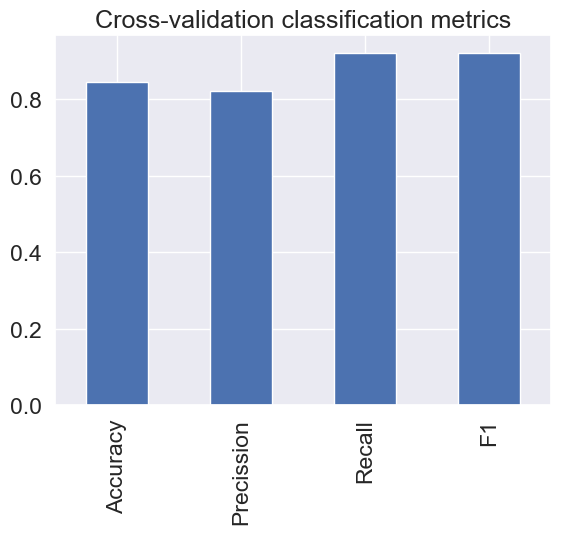 Cross-validation classification metrics
0.8
0.6
0.4
0.2
0.0
Accuracy
Precission
Recall
F1